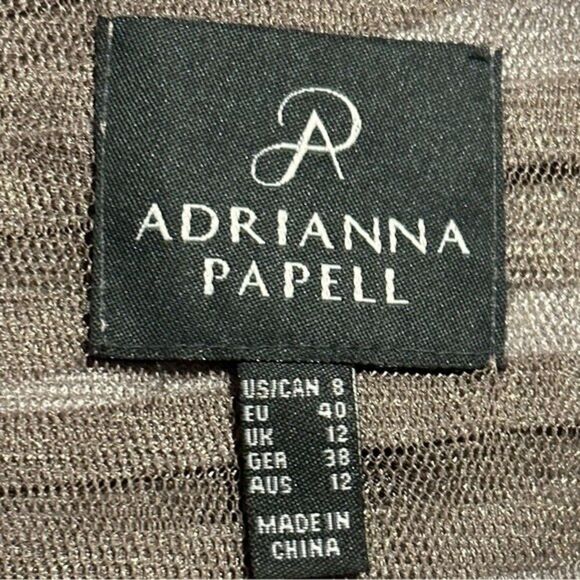 ADRIANNA
PAPELL
US/CAN 8
EU 40
UK 12
GER 38
AUS 12
MADE IN
CHINA